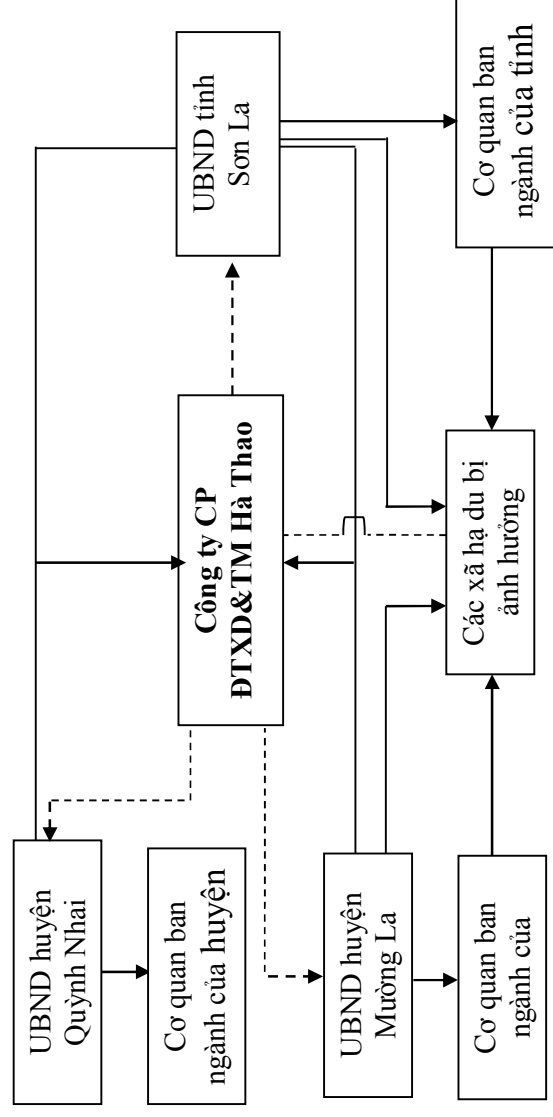 UBND huyện
Quỳnh Nhai
Cơ quan ban
ngành của huyện
UBND huyện
Mường La
Cơ quan ban
ngành của
Công ty CP
ĐTXD&TM Hà Thao
Các xã hạ du bị
ảnh hưởng
UBND tỉnh
Sơn La
Cơ quan ban
ngành của tỉnh